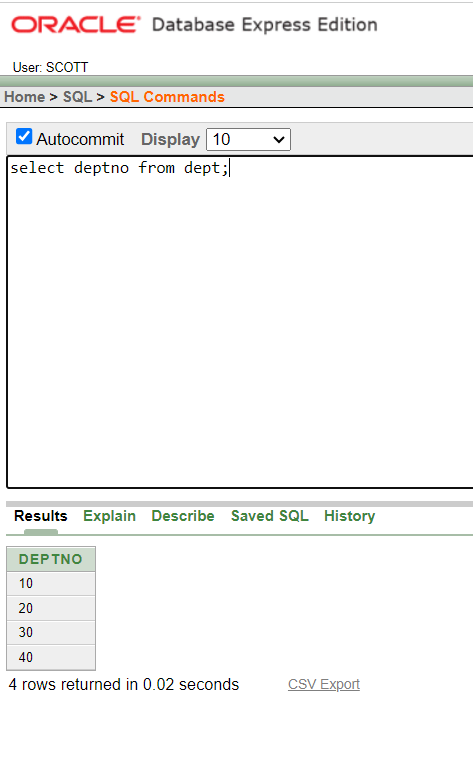 ORACLE® Database Express Edition
User: SCOTT
Home > SQL > SQL Commands
Autocommit Display 10
select deptno from dept;
Results Explain Describe Saved SQL History
DEPTNO
10
20
30
40
4 rows returned in 0.02 seconds CSV Export